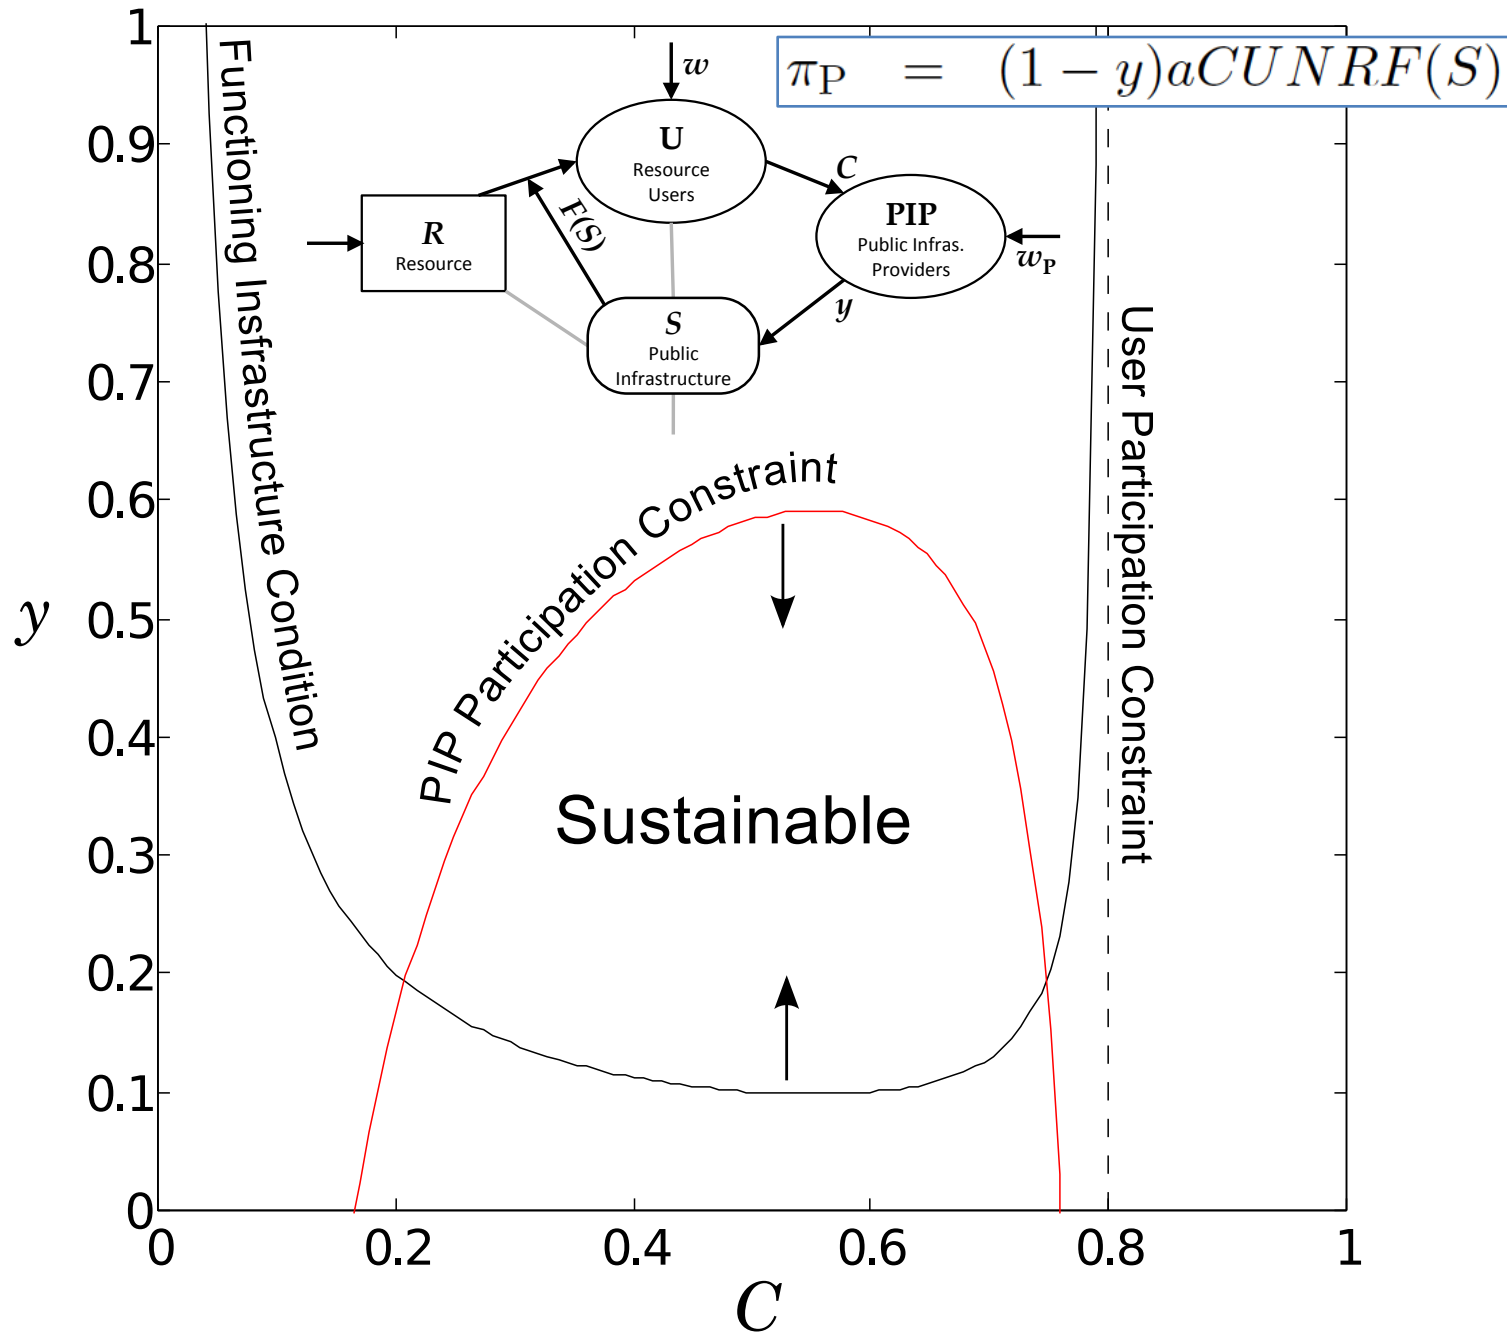 π_P = (1 − y)aCUNRF(S)
w
U
Resource
Users
C
PIP
Public Infras.
Providers
w_P
R
Resource
F(S)
y
S
Public
Infrastructure
Functioning Insfrastructure Condition
PIP Participation Constraint
User Participation Constraint
Sustainable
y
1
0.9
0.8
0.7
0.6
0.5
0.4
0.3
0.2
0.1
0
0 0.2 0.4 0.6 0.8 1
C